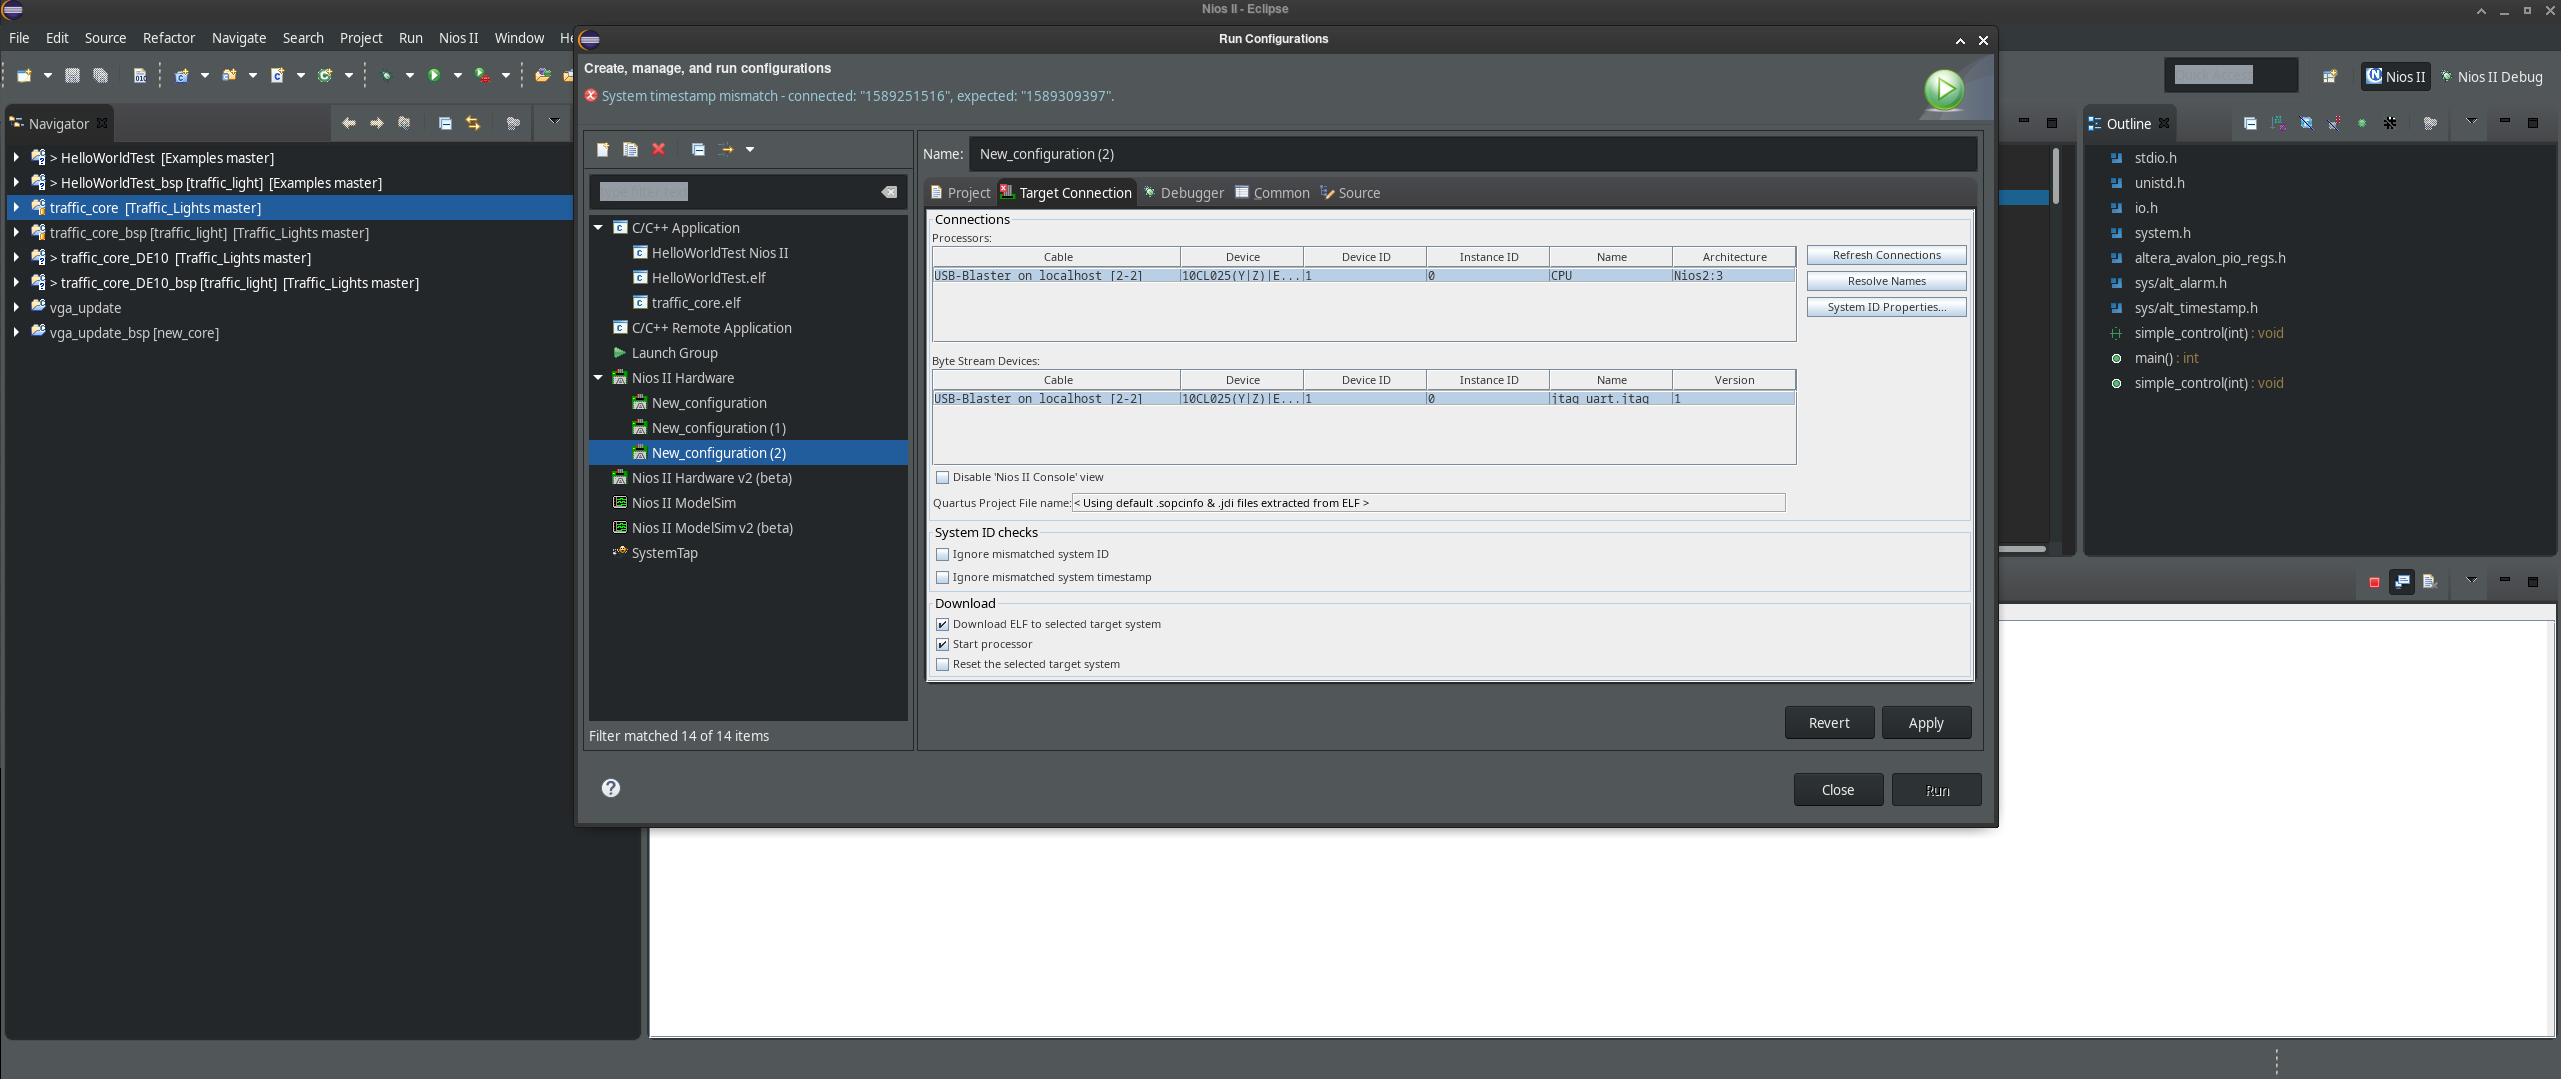 Nios II - Eclipse
File Edit Source Refactor Navigate Search Project Run Nios II Window He
Run Configurations
Create, manage, and run configurations
System timestamp mismatch - connected: "1589251516", expected: "1589309397".
Quick Access
Nios II
Nios II Debug
Navigator
> HelloWorldTest [Examples master]
> HelloWorldTest_bsp [traffic_light] [Examples master]
traffic_core [Traffic_Lights master]
traffic_core_bsp [traffic_light] [Traffic_Lights master]
> traffic_core_DE10 [Traffic_Lights master]
> traffic_core_DE10_bsp [traffic_light] [Traffic_Lights master]
vga_update
vga_update_bsp [new_core]
type filter text
C/C++ Application
HelloWorldTest Nios II
HelloWorldTest.elf
traffic_core.elf
C/C++ Remote Application
Launch Group
Nios II Hardware
New_configuration
New_configuration (1)
New_configuration (2)
Nios II Hardware v2 (beta)
Nios II ModelSim
Nios II ModelSim v2 (beta)
SystemTap
Filter matched 14 of 14 items
Name: New_configuration (2)
Project Target Connection Debugger Common Source
Connections
Processors:
Cable Device Device ID Instance ID Name Architecture
USB-Blaster on localhost [2-2] 10CL025(Y|Z)|E... 1 0 CPU Nios2:3
Refresh Connections
Resolve Names
System ID Properties...
Byte Stream Devices:
Cable Device Device ID Instance ID Name Version
USB-Blaster on localhost [2-2] 10CL025(Y|Z)|E... 1 0 jtag_uart.jtag 1
Disable 'Nios II Console' view
Quartus Project File name: < Using default .sopcinfo & .jdi files extracted from ELF >
System ID checks
Ignore mismatched system ID
Ignore mismatched system timestamp
Download
Download ELF to selected target system
Start processor
Reset the selected target system
Revert
Apply
Close
Run
Outline
stdio.h
unistd.h
io.h
system.h
altera_avalon_pio_regs.h
sys/alt_alarm.h
sys/alt_timestamp.h
simple_control(int) : void
main() : int
simple_control(int) : void